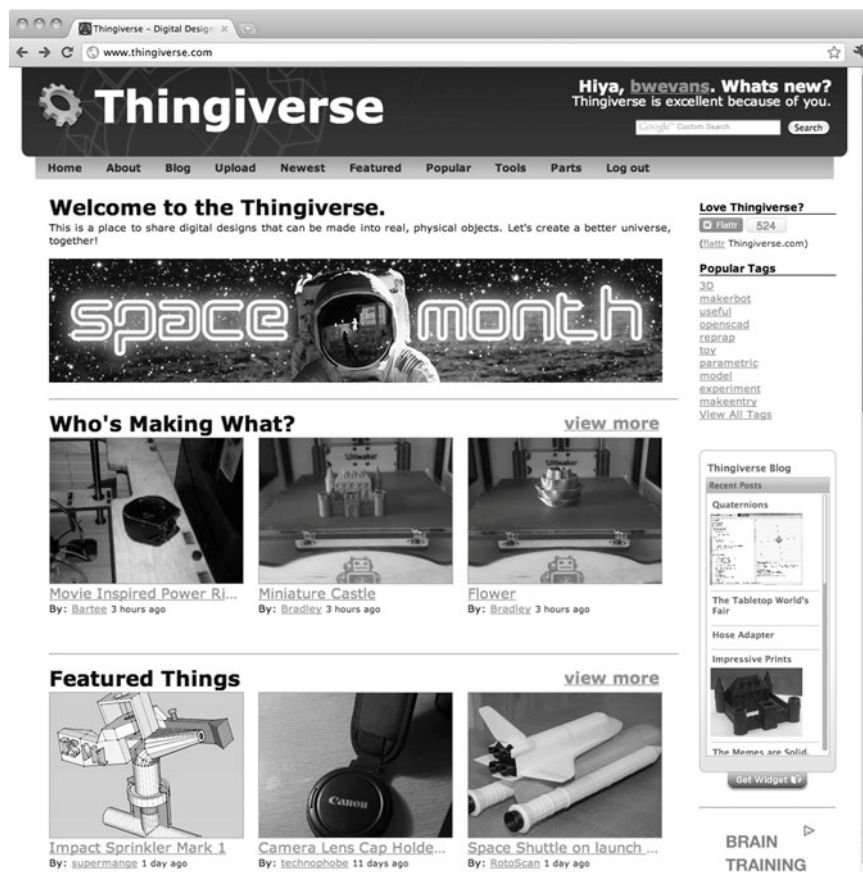 Thingiverse – Digital Design
www.thingiverse.com
Thingiverse
Hiya, bwevans. Whats new?
Thingiverse is excellent because of you.
Google™ Custom Search
Search
Home About Blog Upload Newest Featured Popular Tools Parts Log out
Welcome to the Thingiverse.
This is a place to share digital designs that can be made into real, physical objects. Let's create a better universe,
together!
space month
Who's Making What?
view more
Ultimaker
Ultimaker
Movie Inspired Power Ri...
By: Bartee 3 hours ago
Miniature Castle
By: Bradley 3 hours ago
Flower
By: Bradley 3 hours ago
Featured Things
view more
Canon
Impact Sprinkler Mark 1
By: supermange 1 day ago
Camera Lens Cap Holde...
By: technophobe 11 days ago
Space Shuttle on launch ...
By: RotoScan 1 day ago
Love Thingiverse?
Flattr 524
(flattr Thingiverse.com)
Popular Tags
3D
makerbot
useful
openscad
reprap
toy
parametric
model
experiment
makeentry
View All Tags
Thingiverse Blog
Recent Posts
Quaternions
The Tabletop World's
Fair
Hose Adapter
Impressive Prints
The Memes are Solid.
Get Widget
BRAIN
TRAINING